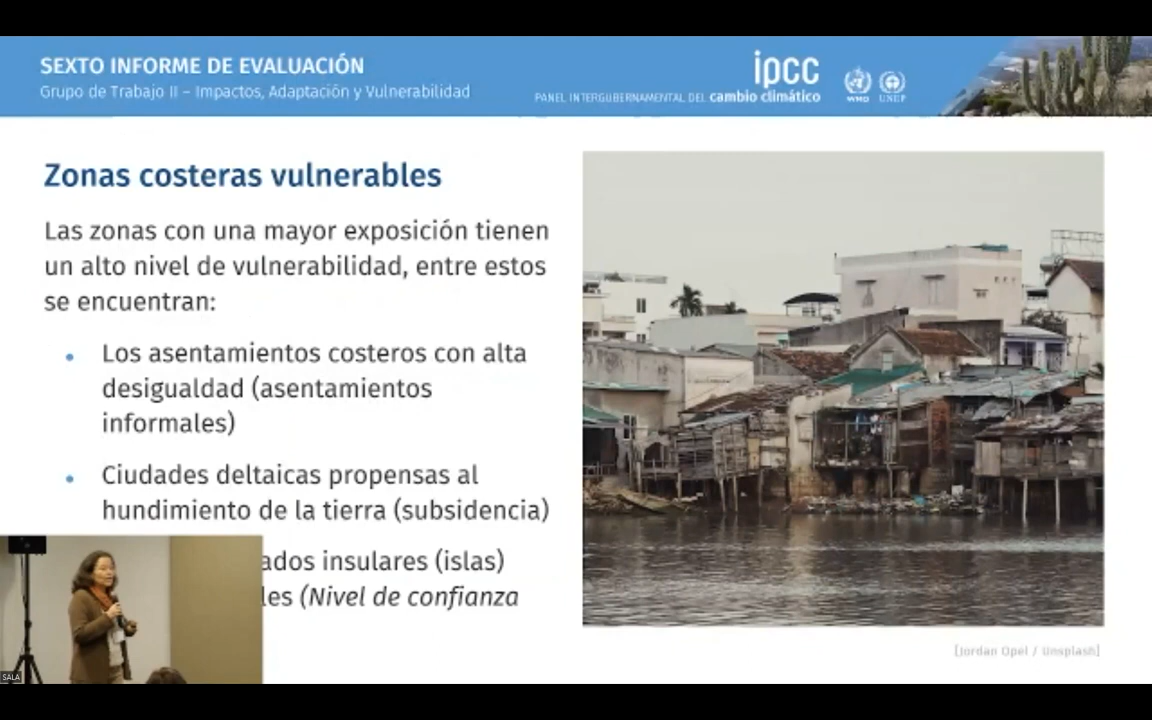 SEXTO INFORME DE EVALUACIÓN
Grupo de Trabajo II – Impactos, Adaptación y Vulnerabilidad
ipcc
PANEL INTERGUBERNAMENTAL DEL cambio climático
WMO UNEP
Zonas costeras vulnerables
Las zonas con una mayor exposición tienen
un alto nivel de vulnerabilidad, entre estos
se encuentran:
• Los asentamientos costeros con alta
desigualdad (asentamientos
informales)
• Ciudades deltaicas propensas al
hundimiento de la tierra (subsidencia)
ados insulares (islas)
les (Nivel de confianza
[Jordan Opel / Unsplash]
SALA